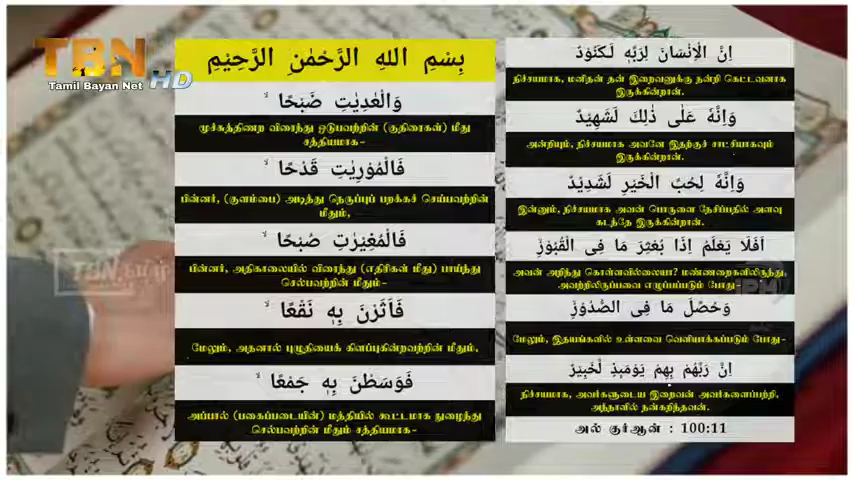 TBN HD
Tamil Bayan Net
بِسْمِ اللهِ الرَّحْمٰنِ الرَّحِيْمِ
وَالْعٰدِيٰتِ ضَبْحًا ۙ
மூச்சுத்திணற விரைந்து ஓடுபவற்றின் (குதிரைகள்) மீது
சத்தியமாக-
فَالْمُوْرِيٰتِ قَدْحًا ۙ
பின்னர், (குளம்பை) அடித்து நெருப்புப் பறக்கச் செய்பவற்றின்
மீதும்,
فَالْمُغِيْرٰتِ صُبْحًا ۙ
பின்னர், அதிகாலையில் விரைந்து (எதிரிகள் மீது) பாய்ந்து
செல்பவற்றின் மீதும்-
فَاَثَرْنَ بِهٖ نَقْعًا ۙ
மேலும், அதனால் புழுதியைக் கிளப்புகின்றவற்றின் மீதும்,
فَوَسَطْنَ بِهٖ جَمْعًا ۙ
அப்பால் (பகைப்படையின்) மத்தியில் கூட்டமாக நுழைந்து
செல்பவற்றின் மீதும் சத்தியமாக-
اِنَّ الْاِنْسَانَ لِرَبِّهٖ لَـكَنُوْدٌ
நிச்சயமாக, மனிதன் தன் இறைவனுக்கு நன்றி கெட்டவனாக
இருக்கின்றான்.
وَاِنَّهٗ عَلٰى ذٰلِكَ لَشَهِيْدٌ
அன்றியும், நிச்சயமாக அவனே இதற்குச் சாட்சியாகவும்
இருக்கின்றான்.
وَاِنَّهٗ لِحُبِّ الْخَيْرِ لَشَدِيْدٌ
இன்னும், நிச்சயமாக அவன் பொருளை நேசிப்பதில் அளவு
கடந்தே இருக்கின்றான்.
اَفَلَا يَعْلَمُ اِذَا بُعْثِرَ مَا فِى الْقُبُوْرِ
அவன் அறிந்து கொள்ளவில்லையா? மண்ணறைகளிலிருந்து,
அவற்றிலிருப்பவை எழுப்பப்படும் போது-
وَحُصِّلَ مَا فِى الصُّدُوْرِ
மேலும், இதயங்களில் உள்ளவை வெளியாக்கப்படும் போது-
اِنَّ رَبَّهُمْ بِهِمْ يَوْمَٮِٕذٍ لَّخَبِيْرٌ
நிச்சயமாக, அவர்களுடைய இறைவன் அவர்களைப்பற்றி,
அந்நாளில் நன்கறிந்தவன்.
அல் குர்ஆன் : 100:11
TBN தமிழ்